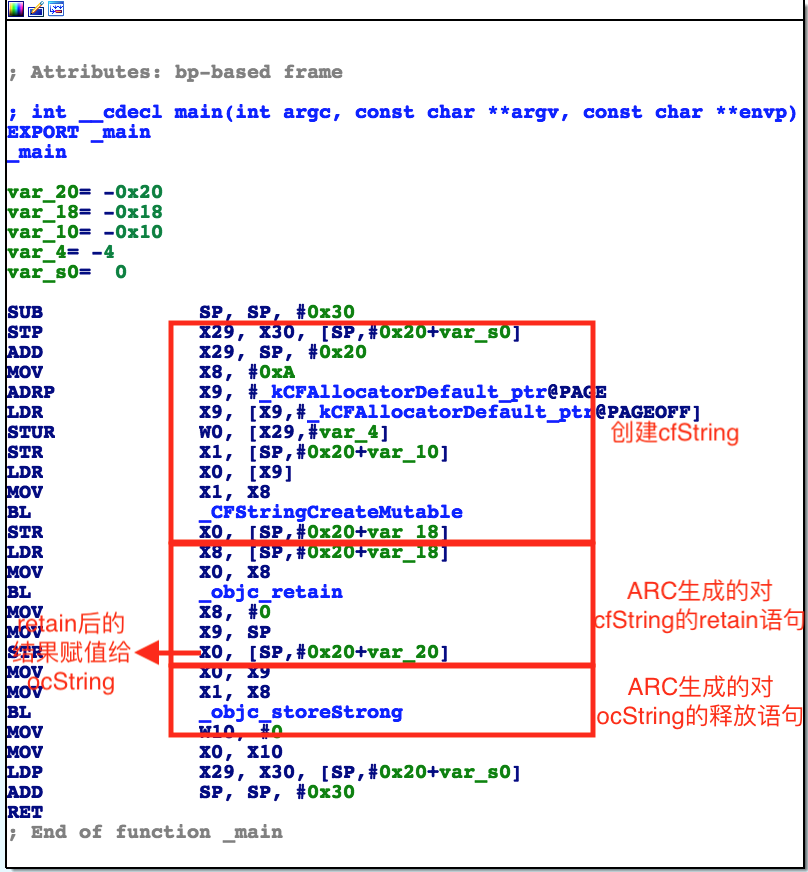 ; Attributes: bp-based frame
; int __cdecl main(int argc, const char **argv, const char **envp)
EXPORT _main
_main
var_20= -0x20
var_18= -0x18
var_10= -0x10
var_4= -4
var_s0= 0
SUB SP, SP, #0x30
STP X29, X30, [SP,#0x20+var_s0]
ADD X29, SP, #0x20
MOV X8, #0xA
ADRP X9, #_kCFAllocatorDefault_ptr@PAGE
LDR X9, [X9,#_kCFAllocatorDefault_ptr@PAGEOFF]
STUR W0, [X29,#var_4]
创建cfString
STR X1, [SP,#0x20+var_10]
LDR X0, [X9]
MOV X1, X8
BL _CFStringCreateMutable
STR X0, [SP,#0x20+var_18]
LDR X8, [SP,#0x20+var_18]
MOV X0, X8
BL _objc_retain
ARC生成的对
cfString的retain语句
MOV X8, #0
MOV X9, SP
STR X0, [SP,#0x20+var_20]
retain后的
结果赋值给
ocString
MOV X0, X9
MOV X1, X8
BL _objc_storeStrong
ARC生成的对
ocString的释放语句
MOV W10, #0
MOV X0, X10
LDP X29, X30, [SP,#0x20+var_s0]
ADD SP, SP, #0x30
RET
; End of function _main